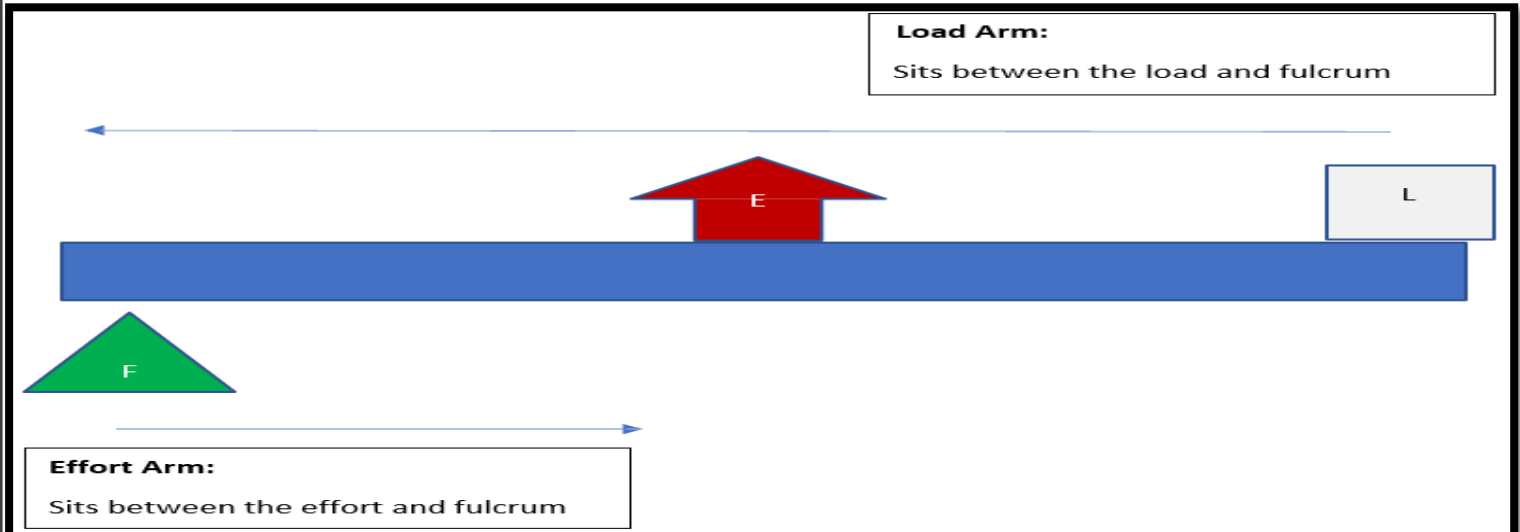 Load Arm:
Sits between the load and fulcrum
E
L
F
Effort Arm:
Sits between the effort and fulcrum